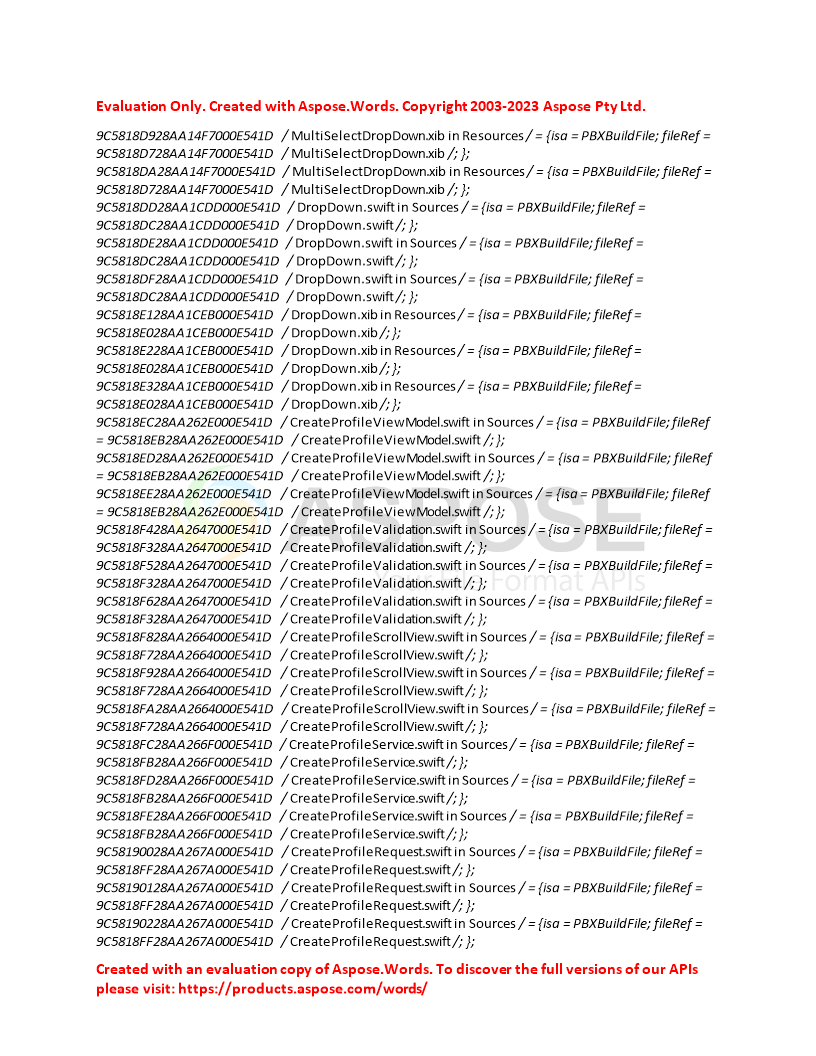 Evaluation Only. Created with Aspose.Words. Copyright 2003-2023 Aspose Pty Ltd.
9C5818D928AA14F7000E541D / MultiSelectDropDown.xib in Resources / = {isa = PBXBuildFile; fileRef =
9C5818D728AA14F7000E541D / MultiSelectDropDown.xib /; };
9C5818DA28AA14F7000E541D / MultiSelectDropDown.xib in Resources / = {isa = PBXBuildFile; fileRef =
9C5818D728AA14F7000E541D / MultiSelectDropDown.xib /; };
9C5818DD28AA1CDD000E541D / DropDown.swift in Sources / = {isa = PBXBuildFile; fileRef =
9C5818DC28AA1CDD000E541D / DropDown.swift /; };
9C5818DE28AA1CDD000E541D / DropDown.swift in Sources / = {isa = PBXBuildFile; fileRef =
9C5818DC28AA1CDD000E541D / DropDown.swift /; };
9C5818DF28AA1CDD000E541D / DropDown.swift in Sources / = {isa = PBXBuildFile; fileRef =
9C5818DC28AA1CDD000E541D / DropDown.swift /; };
9C5818E128AA1CEB000E541D / DropDown.xib in Resources / = {isa = PBXBuildFile; fileRef =
9C5818E028AA1CEB000E541D / DropDown.xib /; };
9C5818E228AA1CEB000E541D / DropDown.xib in Resources / = {isa = PBXBuildFile; fileRef =
9C5818E028AA1CEB000E541D / DropDown.xib /; };
9C5818E328AA1CEB000E541D / DropDown.xib in Resources / = {isa = PBXBuildFile; fileRef =
9C5818E028AA1CEB000E541D / DropDown.xib /; };
9C5818EC28AA262E000E541D / CreateProfileViewModel.swift in Sources / = {isa = PBXBuildFile; fileRef
= 9C5818EB28AA262E000E541D / CreateProfileViewModel.swift /; };
9C5818ED28AA262E000E541D / CreateProfileViewModel.swift in Sources / = {isa = PBXBuildFile; fileRef
= 9C5818EB28AA262E000E541D / CreateProfileViewModel.swift /; };
9C5818EE28AA262E000E541D / CreateProfileViewModel.swift in Sources / = {isa = PBXBuildFile; fileRef
= 9C5818EB28AA262E000E541D / CreateProfileViewModel.swift /; };
9C5818F428AA2647000E541D / CreateProfileValidation.swift in Sources / = {isa = PBXBuildFile; fileRef =
9C5818F328AA2647000E541D / CreateProfileValidation.swift /; };
9C5818F528AA2647000E541D / CreateProfileValidation.swift in Sources / = {isa = PBXBuildFile; fileRef =
9C5818F328AA2647000E541D / CreateProfileValidation.swift /; };
9C5818F628AA2647000E541D / CreateProfileValidation.swift in Sources / = {isa = PBXBuildFile; fileRef =
9C5818F328AA2647000E541D / CreateProfileValidation.swift /; };
9C5818F828AA2664000E541D / CreateProfileScrollView.swift in Sources / = {isa = PBXBuildFile; fileRef =
9C5818F728AA2664000E541D / CreateProfileScrollView.swift /; };
9C5818F928AA2664000E541D / CreateProfileScrollView.swift in Sources / = {isa = PBXBuildFile; fileRef =
9C5818F728AA2664000E541D / CreateProfileScrollView.swift /; };
9C5818FA28AA2664000E541D / CreateProfileScrollView.swift in Sources / = {isa = PBXBuildFile; fileRef =
9C5818F728AA2664000E541D / CreateProfileScrollView.swift /; };
9C5818FC28AA266F000E541D / CreateProfileService.swift in Sources / = {isa = PBXBuildFile; fileRef =
9C5818FB28AA266F000E541D / CreateProfileService.swift /; };
9C5818FD28AA266F000E541D / CreateProfileService.swift in Sources / = {isa = PBXBuildFile; fileRef =
9C5818FB28AA266F000E541D / CreateProfileService.swift /; };
9C5818FE28AA266F000E541D / CreateProfileService.swift in Sources / = {isa = PBXBuildFile; fileRef =
9C5818FB28AA266F000E541D / CreateProfileService.swift /; };
9C58190028AA267A000E541D / CreateProfileRequest.swift in Sources / = {isa = PBXBuildFile; fileRef =
9C5818FF28AA267A000E541D / CreateProfileRequest.swift /; };
9C58190128AA267A000E541D / CreateProfileRequest.swift in Sources / = {isa = PBXBuildFile; fileRef =
9C5818FF28AA267A000E541D / CreateProfileRequest.swift /; };
9C58190228AA267A000E541D / CreateProfileRequest.swift in Sources / = {isa = PBXBuildFile; fileRef =
9C5818FF28AA267A000E541D / CreateProfileRequest.swift /; };
ASPOSE
Your File Format APIs
Created with an evaluation copy of Aspose.Words. To discover the full versions of our APIs
please visit: https://products.aspose.com/words/